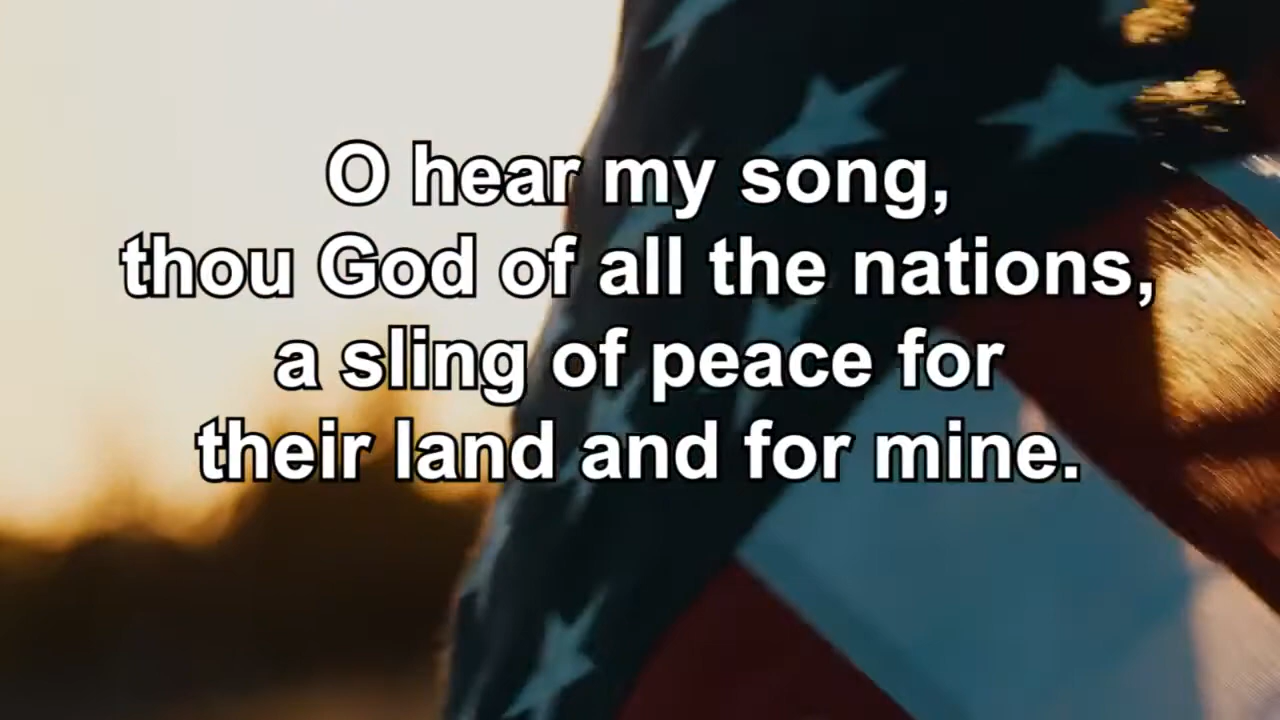 O hear my song,
thou God of all the nations,
a sling of peace for
their land and for mine.